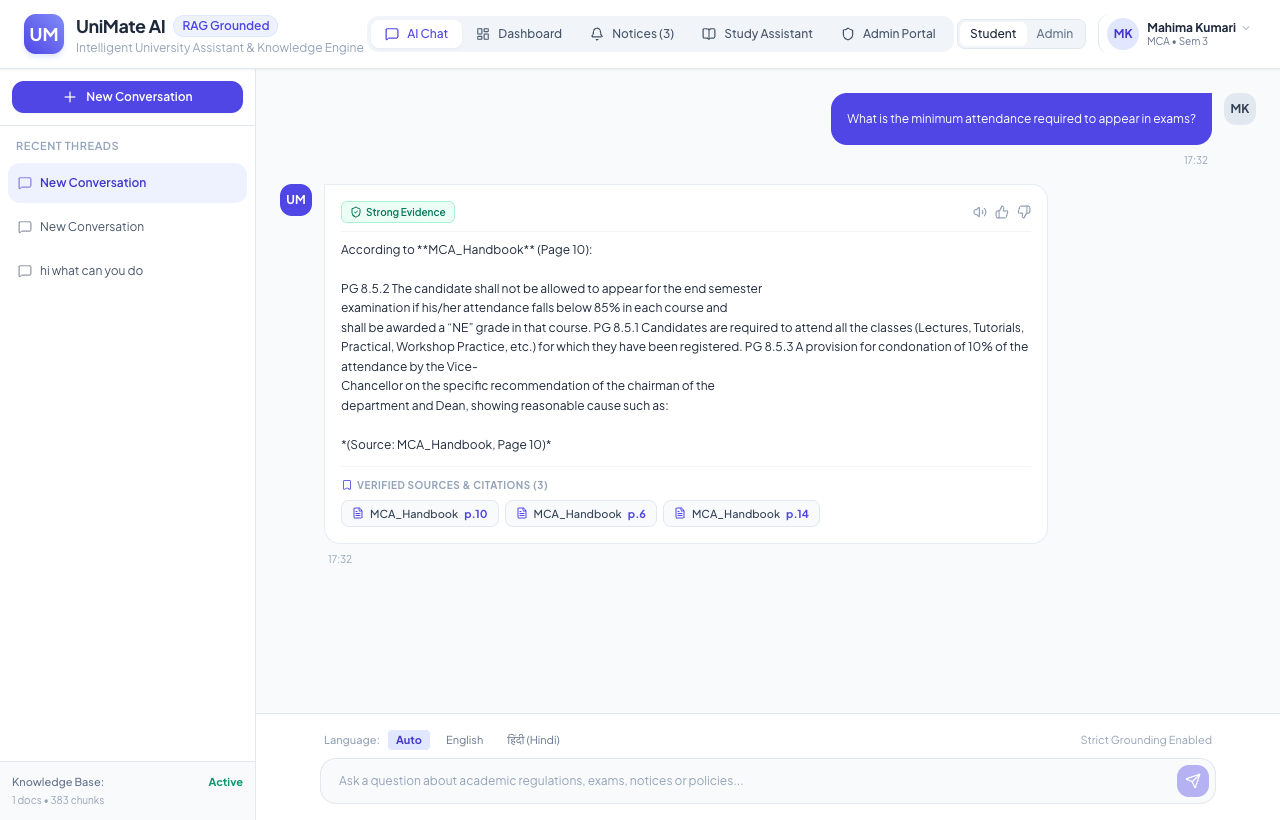 UM
UniMate AI
RAG Grounded
Intelligent University Assistant & Knowledge Engine
AI Chat
Dashboard
Notices (3)
Study Assistant
Admin Portal
Student
Admin
MK
Mahima Kumari
MCA • Sem 3
New Conversation
RECENT THREADS
New Conversation
New Conversation
hi what can you do
Knowledge Base:
Active
1 docs • 383 chunks
What is the minimum attendance required to appear in exams?
MK
17:32
UM
Strong Evidence
According to **MCA_Handbook** (Page 10):
PG 8.5.2 The candidate shall not be allowed to appear for the end semester
examination if his/her attendance falls below 85% in each course and
shall be awarded a “NE” grade in that course. PG 8.5.1 Candidates are required to attend all the classes (Lectures, Tutorials,
Practical, Workshop Practice, etc.) for which they have been registered. PG 8.5.3 A provision for condonation of 10% of the
attendance by the Vice-
Chancellor on the specific recommendation of the chairman of the
department and Dean, showing reasonable cause such as:
*(Source: MCA_Handbook, Page 10)*
VERIFIED SOURCES & CITATIONS (3)
MCA_Handbook p.10
MCA_Handbook p.6
MCA_Handbook p.14
17:32
Language:
Auto
English
हिंदी (Hindi)
Strict Grounding Enabled
Ask a question about academic regulations, exams, notices or policies...